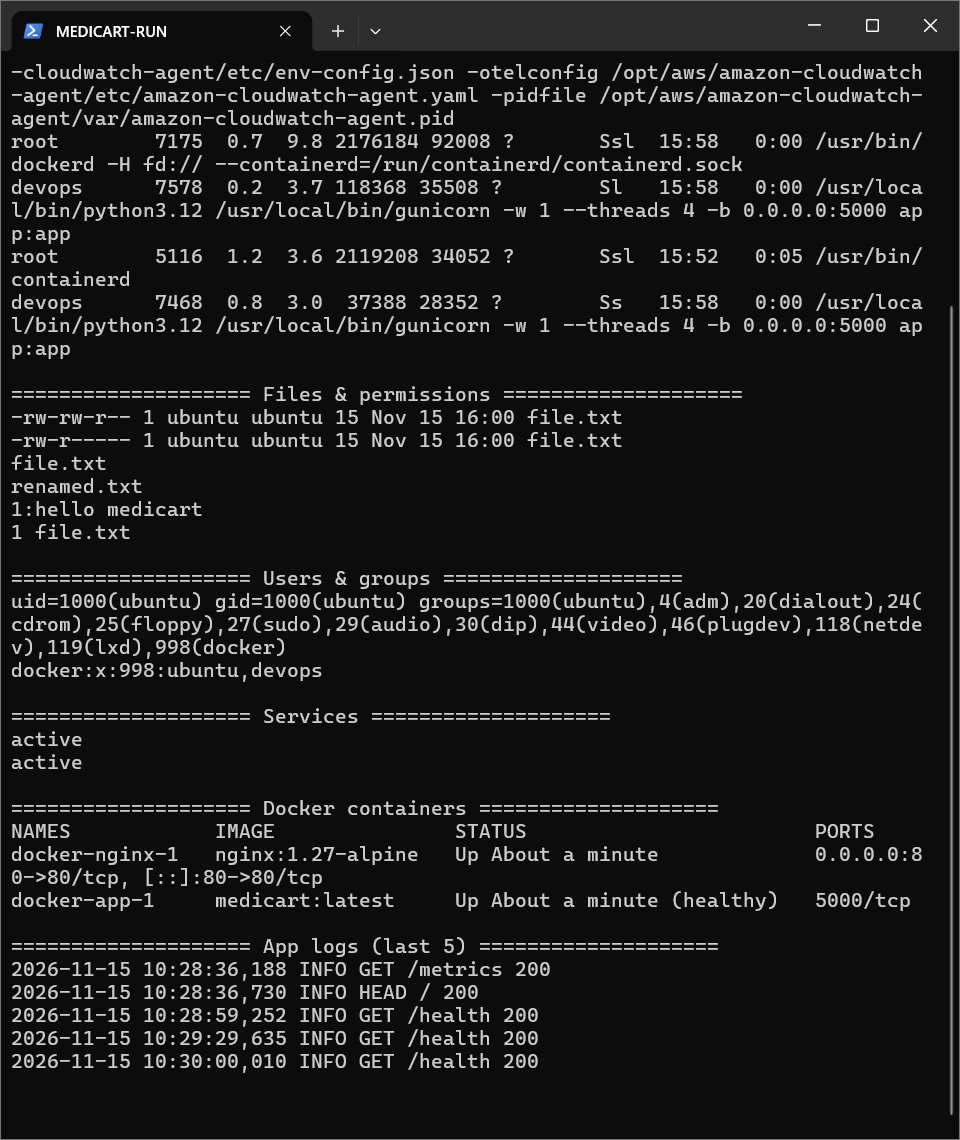 MEDICART-RUN
-cloudwatch-agent/etc/env-config.json -otelconfig /opt/aws/amazon-cloudwatch
-agent/etc/amazon-cloudwatch-agent.yaml -pidfile /opt/aws/amazon-cloudwatch-
agent/var/amazon-cloudwatch-agent.pid
root        7175  0.7  9.8 2176184 92008 ?       Ssl  15:58   0:00 /usr/bin/
dockerd -H fd:// --containerd=/run/containerd/containerd.sock
devops      7578  0.2  3.7 118368 35508 ?        Sl   15:58   0:00 /usr/loca
l/bin/python3.12 /usr/local/bin/gunicorn -w 1 --threads 4 -b 0.0.0.0:5000 ap
p:app
root        5116  1.2  3.6 2119208 34052 ?       Ssl  15:52   0:05 /usr/bin/
containerd
devops      7468  0.8  3.0  37388 28352 ?        Ss   15:58   0:00 /usr/loca
l/bin/python3.12 /usr/local/bin/gunicorn -w 1 --threads 4 -b 0.0.0.0:5000 ap
p:app
==================== Files & permissions ====================
-rw-rw-r-- 1 ubuntu ubuntu 15 Nov 15 16:00 file.txt
-rw-r----- 1 ubuntu ubuntu 15 Nov 15 16:00 file.txt
file.txt
renamed.txt
1:hello medicart
1 file.txt
==================== Users & groups ====================
uid=1000(ubuntu) gid=1000(ubuntu) groups=1000(ubuntu),4(adm),20(dialout),24(
cdrom),25(floppy),27(sudo),29(audio),30(dip),44(video),46(plugdev),118(netde
v),119(lxd),998(docker)
docker:x:998:ubuntu,devops
==================== Services ====================
active
active
==================== Docker containers ====================
NAMES            IMAGE               STATUS                        PORTS
docker-nginx-1   nginx:1.27-alpine   Up About a minute             0.0.0.0:8
0->80/tcp, [::]:80->80/tcp
docker-app-1     medicart:latest     Up About a minute (healthy)   5000/tcp
==================== App logs (last 5) ====================
2026-11-15 10:28:36,188 INFO GET /metrics 200
2026-11-15 10:28:36,730 INFO HEAD / 200
2026-11-15 10:28:59,252 INFO GET /health 200
2026-11-15 10:29:29,635 INFO GET /health 200
2026-11-15 10:30:00,010 INFO GET /health 200